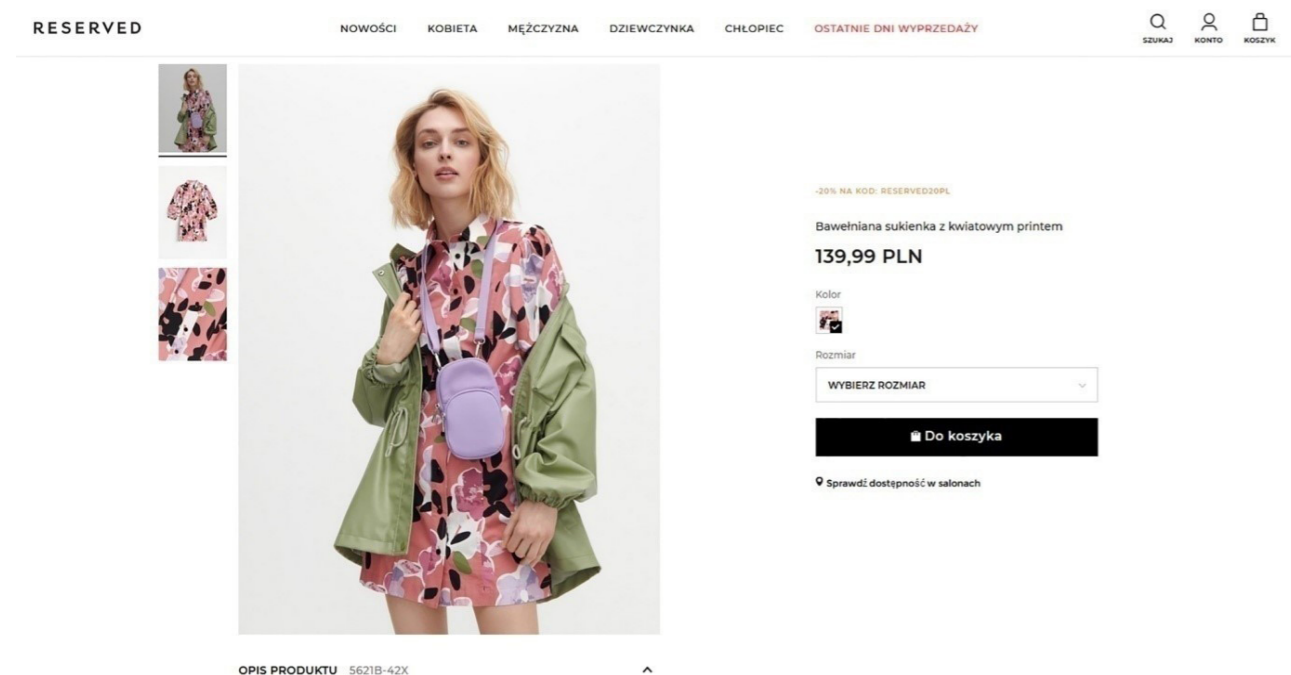 RESERVED
NOWOŚCI KOBIETA MĘŻCZYZNA DZIEWCZYNKA CHŁOPIEC OSTATNIE DNI WYPRZEDAŻY
SZUKAJ KONTO KOSZYK
-20% NA KOD: RESERVED20PL
Bawełniana sukienka z kwiatowym printem
139,99 PLN
Kolor
Rozmiar
WYBIERZ ROZMIAR
Do koszyka
Sprawdź dostępność w salonach
OPIS PRODUKTU 5621B-42X